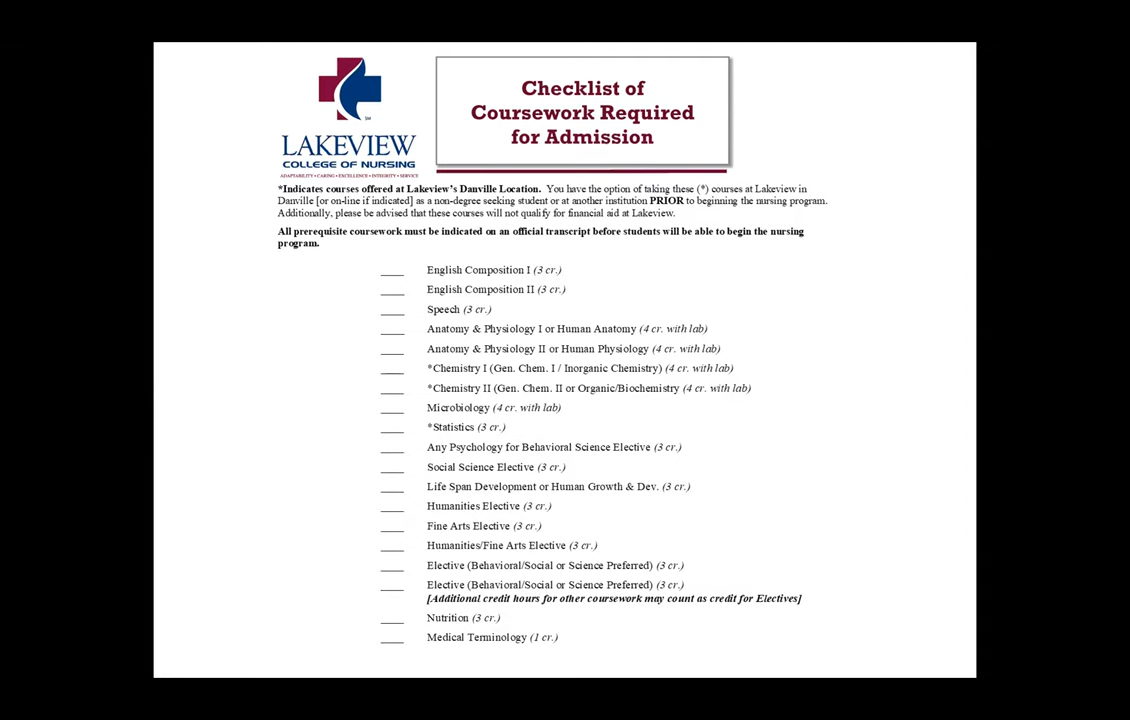 Checklist of
Coursework Required
for Admission
SM
LAKEVIEW
COLLEGE OF NURSING
ADAPTABILITY • CARING • EXCELLENCE • INTEGRITY • SERVICE
*Indicates courses offered at Lakeview's Danville Location. You have the option of taking these (*) courses at Lakeview in
Danville [or on-line if indicated] as a non-degree seeking student or at another institution PRIOR to beginning the nursing program.
Additionally, please be advised that these courses will not qualify for financial aid at Lakeview.
All prerequisite coursework must be indicated on an official transcript before students will be able to begin the nursing
program.
____ English Composition I (3 cr.)
____ English Composition II (3 cr.)
____ Speech (3 cr.)
____ Anatomy & Physiology I or Human Anatomy (4 cr. with lab)
____ Anatomy & Physiology II or Human Physiology (4 cr. with lab)
____ *Chemistry I (Gen. Chem. I / Inorganic Chemistry) (4 cr. with lab)
____ *Chemistry II (Gen. Chem. II or Organic/Biochemistry (4 cr. with lab)
____ Microbiology (4 cr. with lab)
____ *Statistics (3 cr.)
____ Any Psychology for Behavioral Science Elective (3 cr.)
____ Social Science Elective (3 cr.)
____ Life Span Development or Human Growth & Dev. (3 cr.)
____ Humanities Elective (3 cr.)
____ Fine Arts Elective (3 cr.)
____ Humanities/Fine Arts Elective (3 cr.)
____ Elective (Behavioral/Social or Science Preferred) (3 cr.)
____ Elective (Behavioral/Social or Science Preferred) (3 cr.)
[Additional credit hours for other coursework may count as credit for Electives]
____ Nutrition (3 cr.)
____ Medical Terminology (1 cr.)